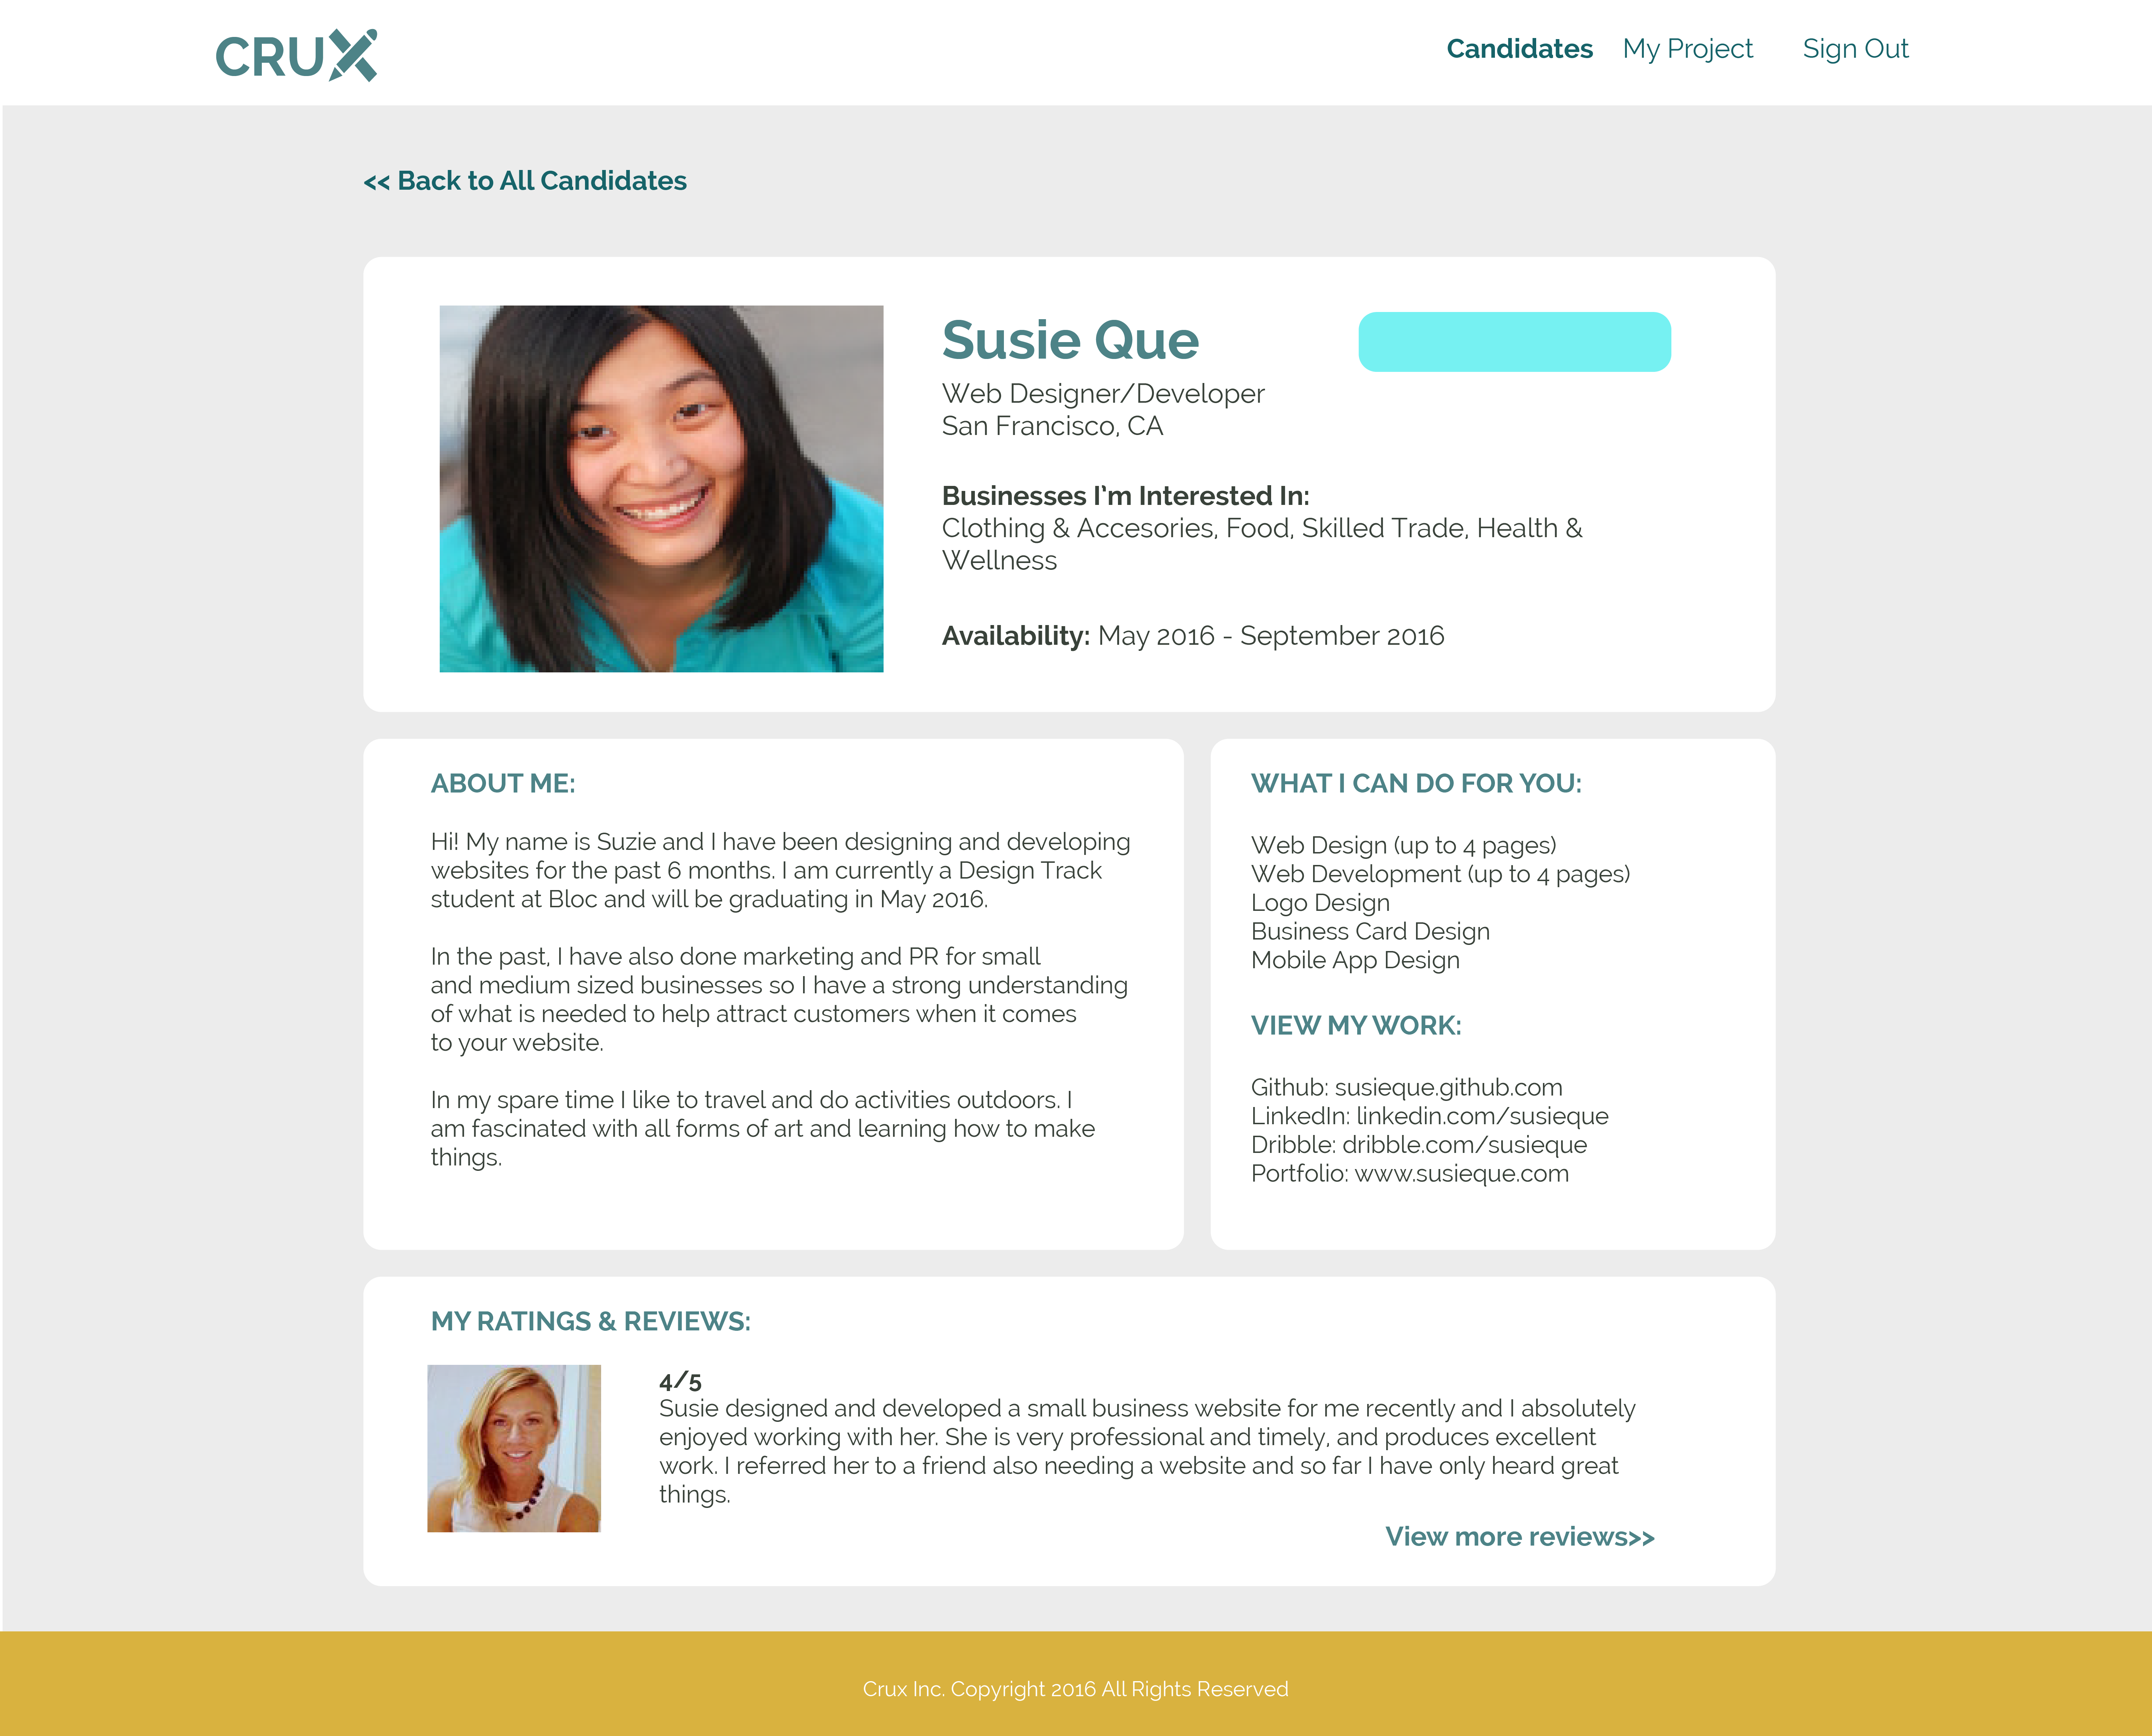 CRUX
Candidates My Project Sign Out
<< Back to All Candidates
Susie Que
Web Designer/Developer
San Francisco, CA
Businesses I'm Interested In:
Clothing & Accesories, Food, Skilled Trade, Health &
Wellness
Availability: May 2016 - September 2016
ABOUT ME:
Hi! My name is Suzie and I have been designing and developing
websites for the past 6 months. I am currently a Design Track
student at Bloc and will be graduating in May 2016.
In the past, I have also done marketing and PR for small
and medium sized businesses so I have a strong understanding
of what is needed to help attract customers when it comes
to your website.
In my spare time I like to travel and do activities outdoors. I
am fascinated with all forms of art and learning how to make
things.
WHAT I CAN DO FOR YOU:
Web Design (up to 4 pages)
Web Development (up to 4 pages)
Logo Design
Business Card Design
Mobile App Design
VIEW MY WORK:
Github: susieque.github.com
LinkedIn: linkedin.com/susieque
Dribble: dribble.com/susieque
Portfolio: www.susieque.com
MY RATINGS & REVIEWS:
4/5
Susie designed and developed a small business website for me recently and I absolutely
enjoyed working with her. She is very professional and timely, and produces excellent
work. I referred her to a friend also needing a website and so far I have only heard great
things.
View more reviews>>
Crux Inc. Copyright 2016 All Rights Reserved